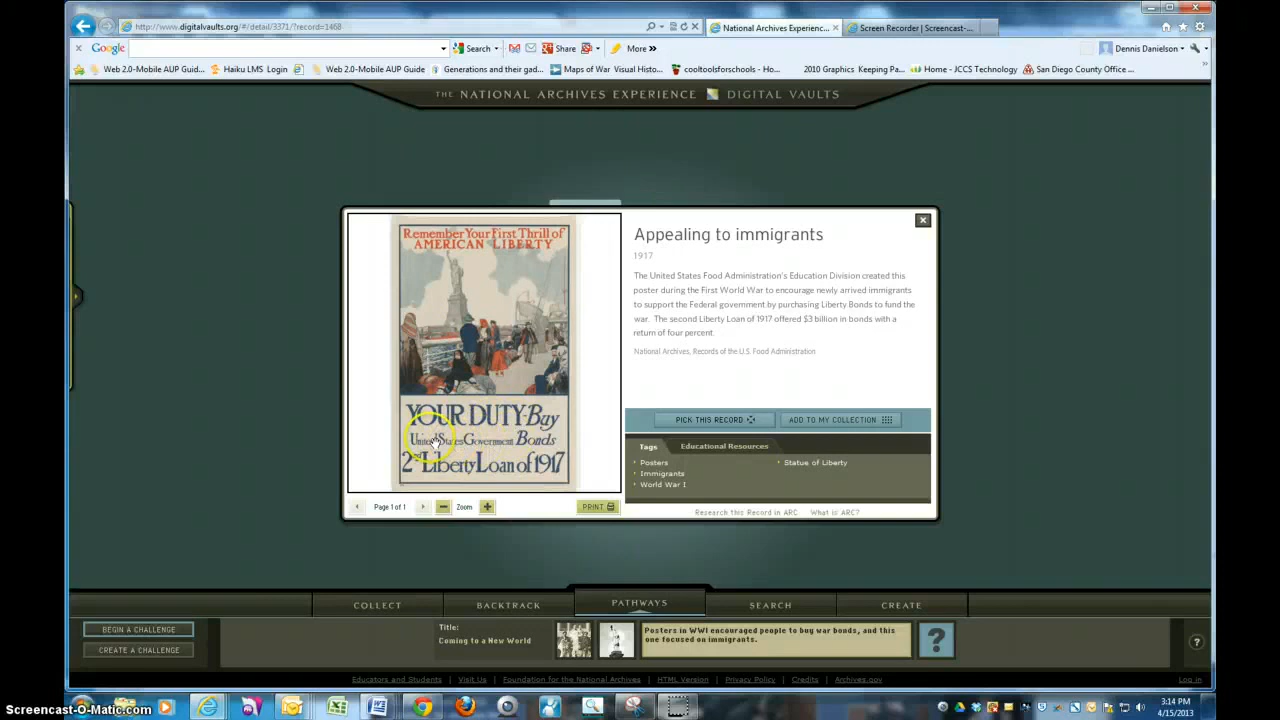 http://www.digitalvaults.org/#/detail/3371/?record=1468
National Archives Experience...
Screen Recorder | Screencast-...
Google
Search
Share
More »
Dennis Danielson
Web 2.0-Mobile AUP Guid...
Haiku LMS Login
Web 2.0-Mobile AUP Guide
Generations and their gad...
Maps of War Visual Histo...
cooltoolsforschools - Ho...
2010 Graphics Keeping Pa...
Home - JCCS Technology
San Diego County Office ...
THE NATIONAL ARCHIVES EXPERIENCE DIGITAL VAULTS
Remember Your First Thrill of
AMERICAN LIBERTY
YOUR DUTY-Buy
United States Government Bonds
2nd Liberty Loan of 1917
Page 1 of 1
Zoom
PRINT
Appealing to immigrants
1917
The United States Food Administration's Education Division created this
poster during the First World War to encourage newly arrived immigrants
to support the Federal government by purchasing Liberty Bonds to fund the
war. The second Liberty Loan of 1917 offered $3 billion in bonds with a
return of four percent.
National Archives, Records of the U.S. Food Administration
PICK THIS RECORD
ADD TO MY COLLECTION
Tags
Educational Resources
Posters
Statue of Liberty
Immigrants
World War I
Research this Record in ARC
What is ARC?
COLLECT
BACKTRACK
PATHWAYS
SEARCH
CREATE
BEGIN A CHALLENGE
CREATE A CHALLENGE
Title:
Coming to a New World
Posters in WWI encouraged people to buy war bonds, and this
one focused on immigrants.
?
?
Educators and Students
Visit Us
Foundation for the National Archives
HTML Version
Privacy Policy
Credits
Archives.gov
Log in
Screencast-O-Matic.com
3:14 PM
4/15/2013